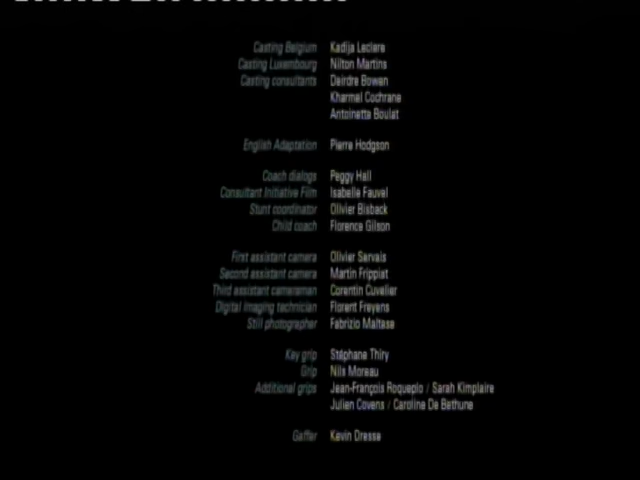 Casting Belgium Kadija Leclere
Casting Luxembourg Nilton Martins
Casting consultants Deirdre Bowen
Kharmel Cochrane
Antoinette Boulat
English Adaptation Pierre Hodgson
Coach dialogs Peggy Hall
Consultant Initiative Film Isabelle Fauvel
Stunt coordinator Olivier Bisback
Child coach Florence Gilson
First assistant camera Olivier Servais
Second assistant camera Martin Frippiat
Third assistant cameraman Corentin Cuvelier
Digital Imaging technician Florent Freyens
Still photographer Fabrizio Maltese
Key grip Stéphane Thiry
Grip Nils Moreau
Additional grips Jean-François Roquepio / Sarah Kimplaire
Julien Covens / Caroline De Bethune
Gaffer Kevin Dresse